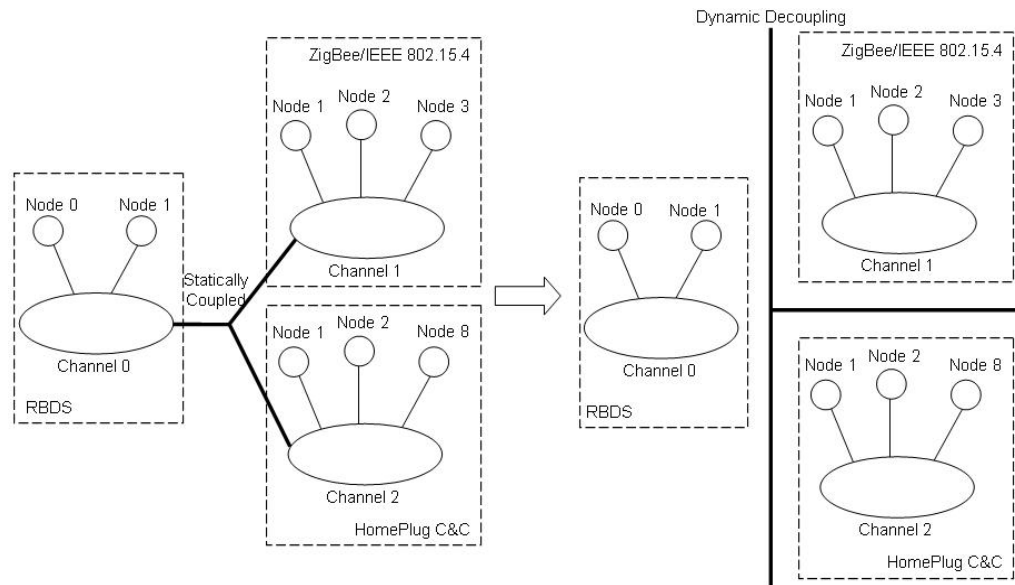 ZigBee/IEEE 802.15.4
Node 1
Node 2
Node 3
Channel 1
Node 0
Node 1
Channel 0
RBDS
Statically
Coupled
Node 1
Node 2
Node 8
Channel 2
HomePlug C&C
Dynamic Decoupling
Node 0
Node 1
Channel 0
RBDS
ZigBee/IEEE 802.15.4
Node 1
Node 2
Node 3
Channel 1
Node 1
Node 2
Node 8
Channel 2
HomePlug C&C